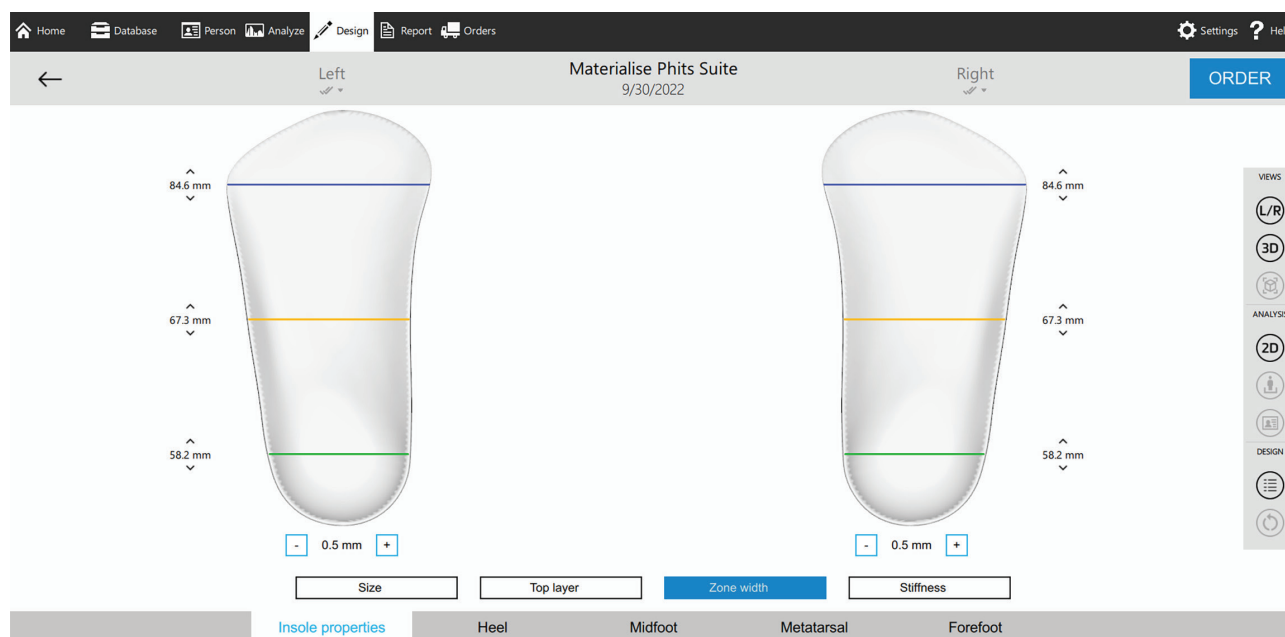 Home Database Person Analyze Design Report Orders Settings ? Hel
Left Materialise Phits Suite Right ORDER
9/30/2022
84.6 mm 84.6 mm
67.3 mm 67.3 mm
58.2 mm 58.2 mm
VIEWS
L/R
3D
ANALYSIS
2D
DESIGN
- 0.5 mm + - 0.5 mm +
Size Top layer Zone width Stiffness
Insole properties Heel Midfoot Metatarsal Forefoot